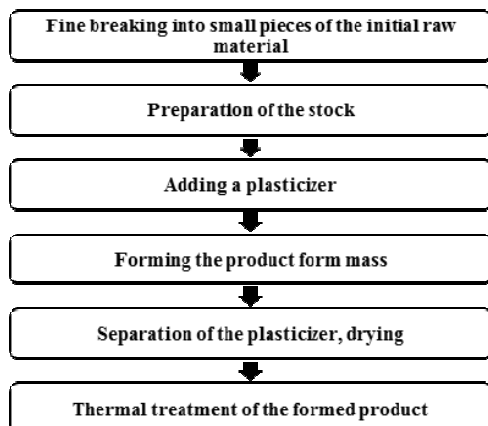 Fine breaking into small pieces of the initial raw
material
Preparation of the stock
Adding a plasticizer
Forming the product form mass
Separation of the plasticizer, drying
Thermal treatment of the formed product